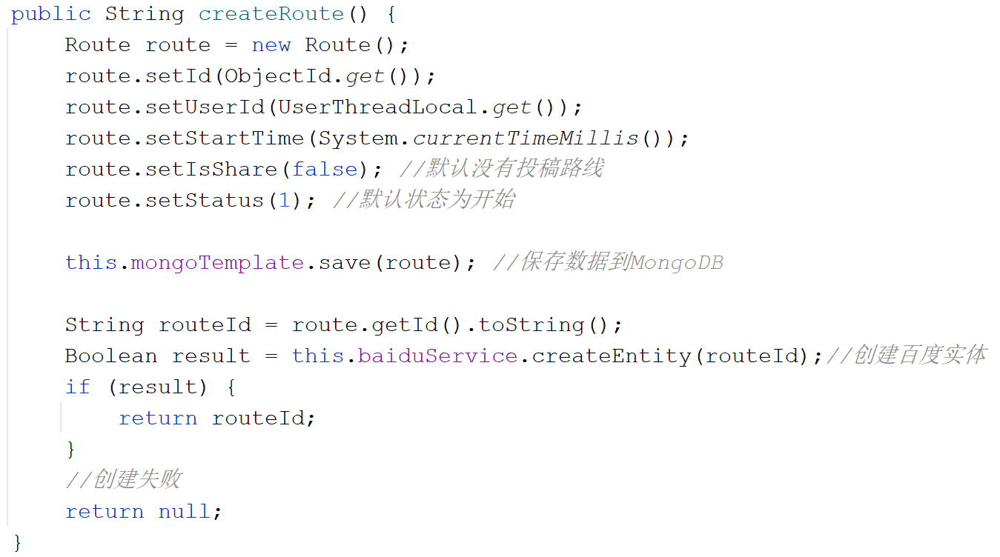 public String createRoute() {
    Route route = new Route();
    route.setId(ObjectId.get());
    route.setUserId(UserThreadLocal.get());
    route.setStartTime(System.currentTimeMillis());
    route.setIsShare(false); //默认没有投稿路线
    route.setStatus(1); //默认状态为开始

    this.mongoTemplate.save(route); //保存数据到MongoDB

    String routeId = route.getId().toString();
    Boolean result = this.baiduService.createEntity(routeId);//创建百度实体
    if (result) {
        return routeId;
    }
    //创建失败
    return null;
}